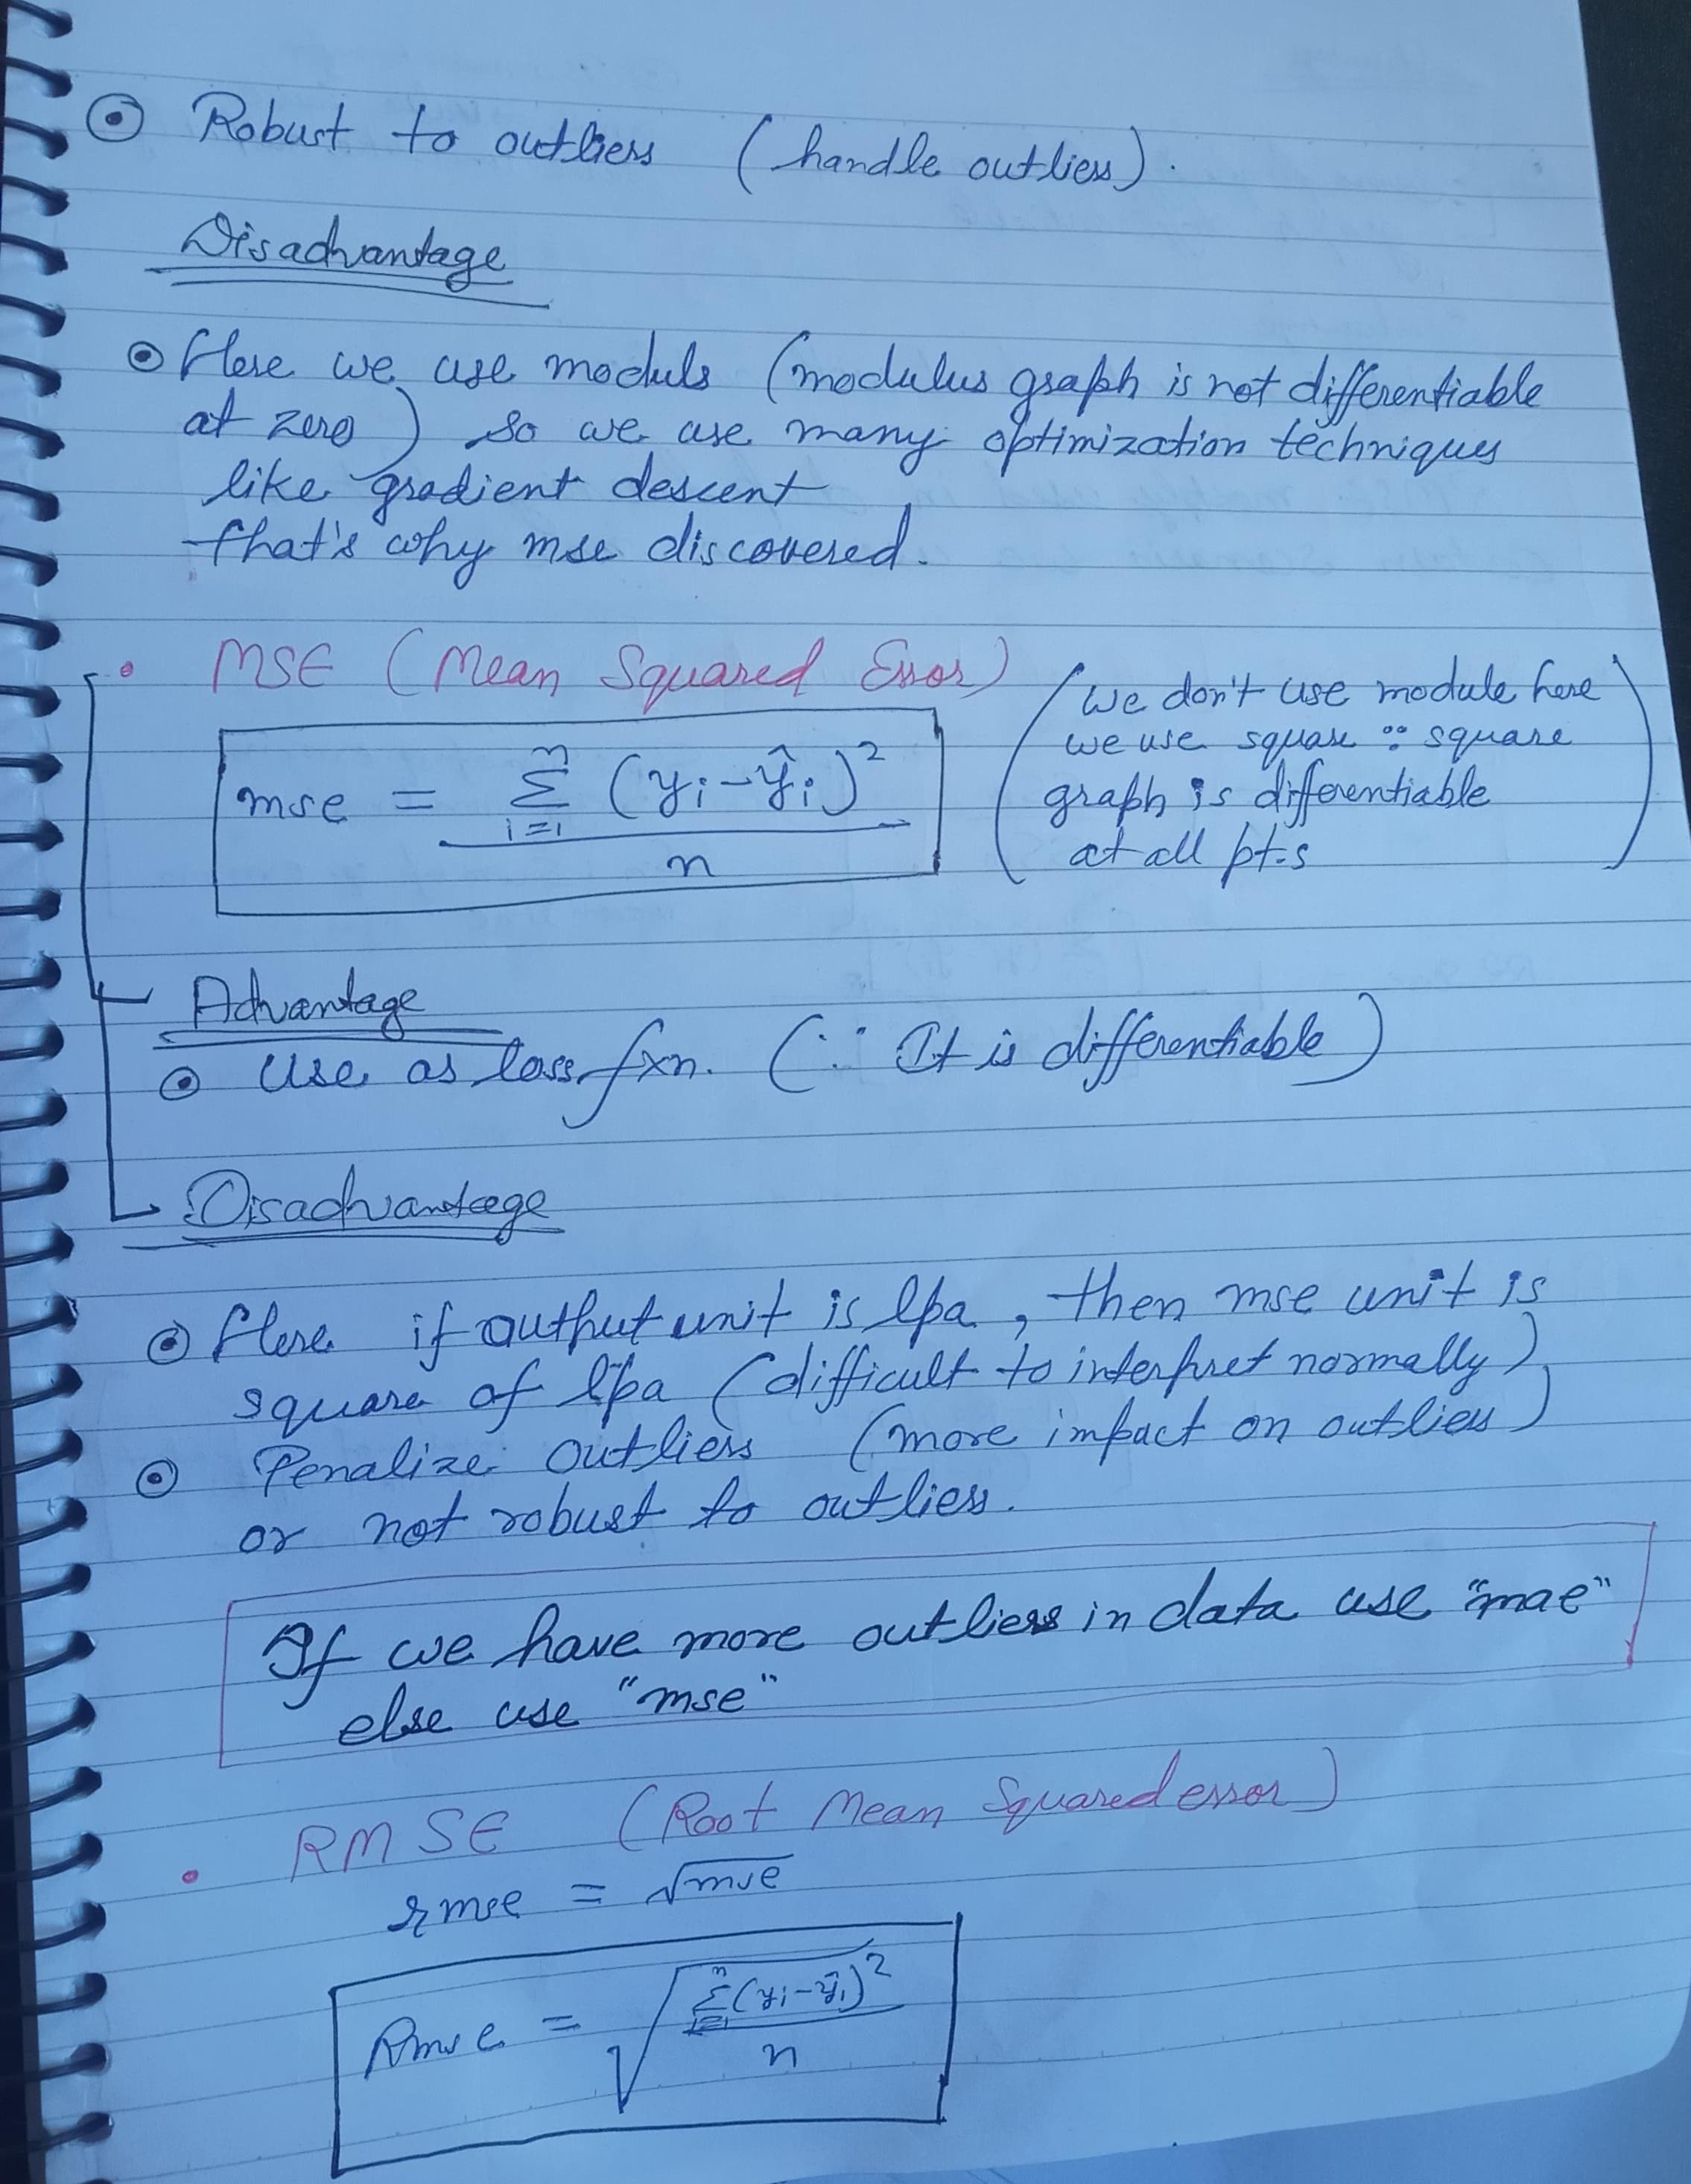 ⊙ Robust to outliers (handle outliers).
Disadvantage
⊙ Here we use moduls (modulus graph is not differentiable
at zero) so we use many optimization techniques
like gradient descent
that's why mse discovered.
• MSE (Mean Squared Error)
mse = \frac{\sum_{i=1}^{n} (y_i - \hat{y}_i)^2}{n}
(we don't use module here
we use square ∵ square
graph is differentiable
at all pt.s)
Advantage
⊙ Use as loss fxn. (∵ It is differentiable)
Disadvantage
⊙ Here if output unit is lpa, then mse unit is
square of lpa (difficult to interpret normally)
⊙ Penalize outliers (more impact on outliers)
or not robust to outliers.
If we have more outliers in data use "mae"
else use "mse"
• RMSE (Root Mean Squared error)
rmse = √mse
Rmse = \sqrt{\frac{\sum_{i=1}^{n} (y_i - \hat{y}_i)^2}{n}}